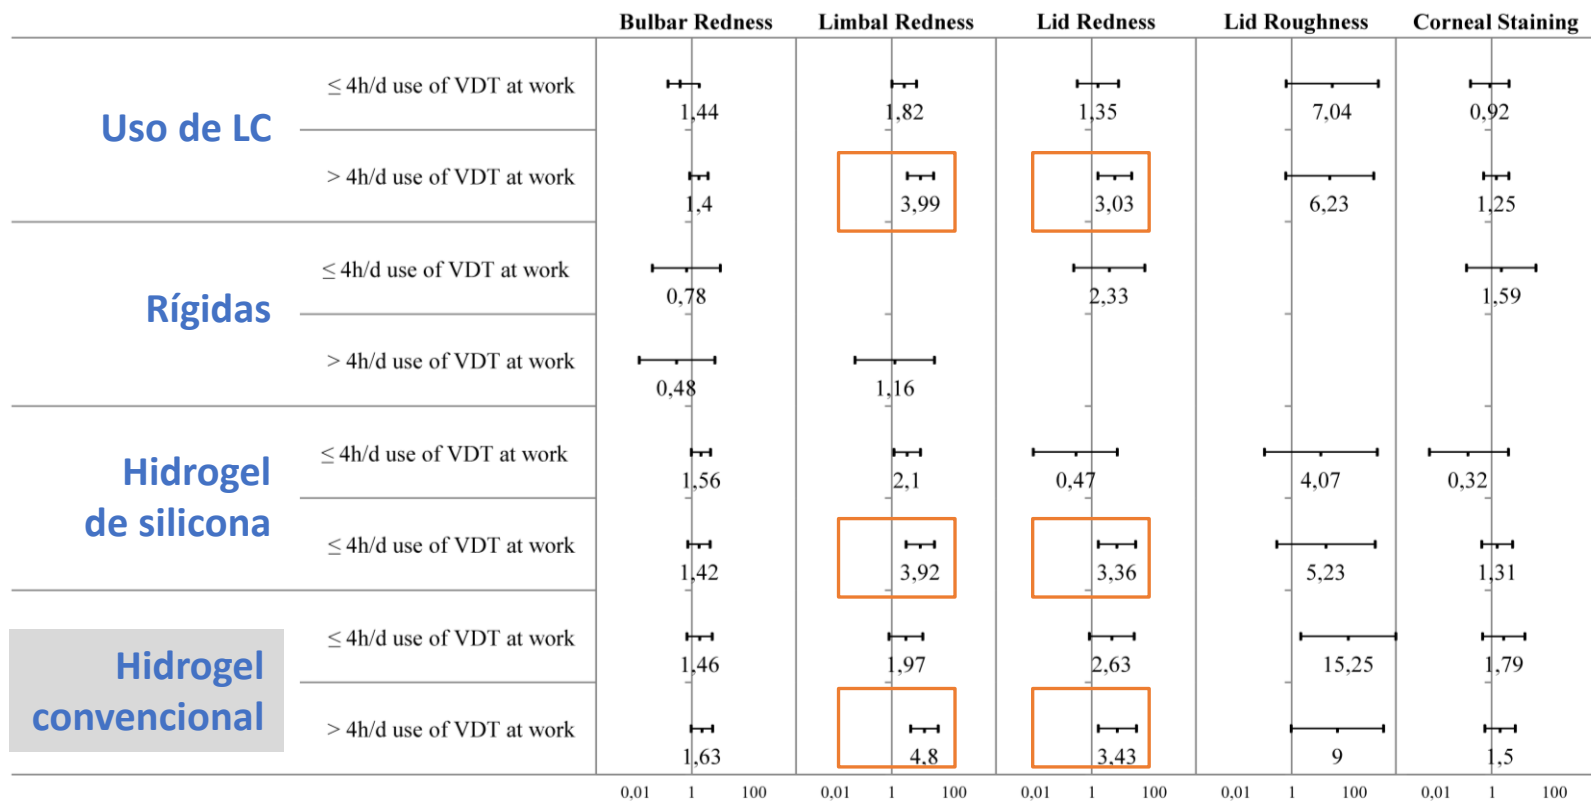 Bulbar Redness Limbal Redness Lid Redness Lid Roughness Corneal Staining
Uso de LC
≤ 4h/d use of VDT at work
1,44 1,82 1,35 7,04 0,92
> 4h/d use of VDT at work
1,4 3,99 3,03 6,23 1,25
Rígidas
≤ 4h/d use of VDT at work
0,78 2,33 1,59
> 4h/d use of VDT at work
0,48 1,16
Hidrogel
de silicona
≤ 4h/d use of VDT at work
1,56 2,1 0,47 4,07 0,32
≤ 4h/d use of VDT at work
1,42 3,92 3,36 5,23 1,31
Hidrogel
convencional
≤ 4h/d use of VDT at work
1,46 1,97 2,63 15,25 1,79
> 4h/d use of VDT at work
1,63 4,8 3,43 9 1,5
0,01 1 100 0,01 1 100 0,01 1 100 0,01 1 100 0,01 1 100